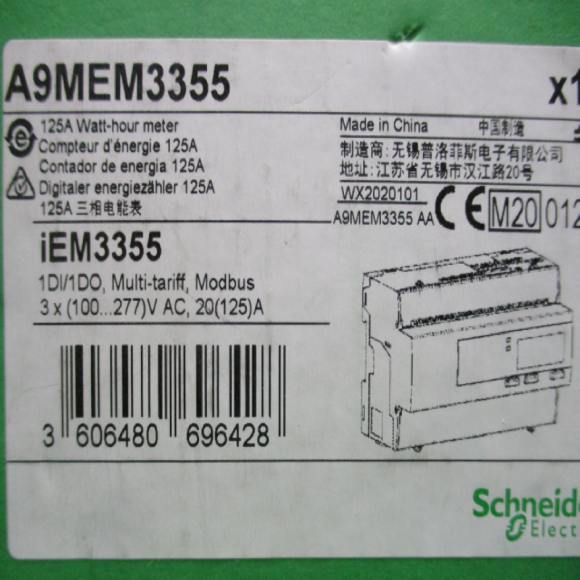 A9MEM3355
x1
125A Watt-hour meter
Compteur d'énergie 125A
Contador de energia 125A
Digitaler energiezähler 125A
125A 三相电能表
Made in China 中国制造
制造商: 无锡普洛菲斯电子有限公司
地址: 江苏省无锡市汉江路20号
WX2020101
A9MEM3355 AA CE M20 012
iEM3355
1DI/1DO, Multi-tariff, Modbus
3 x (100...277)V AC, 20(125)A
3 606480 696428
Schneide
Electr